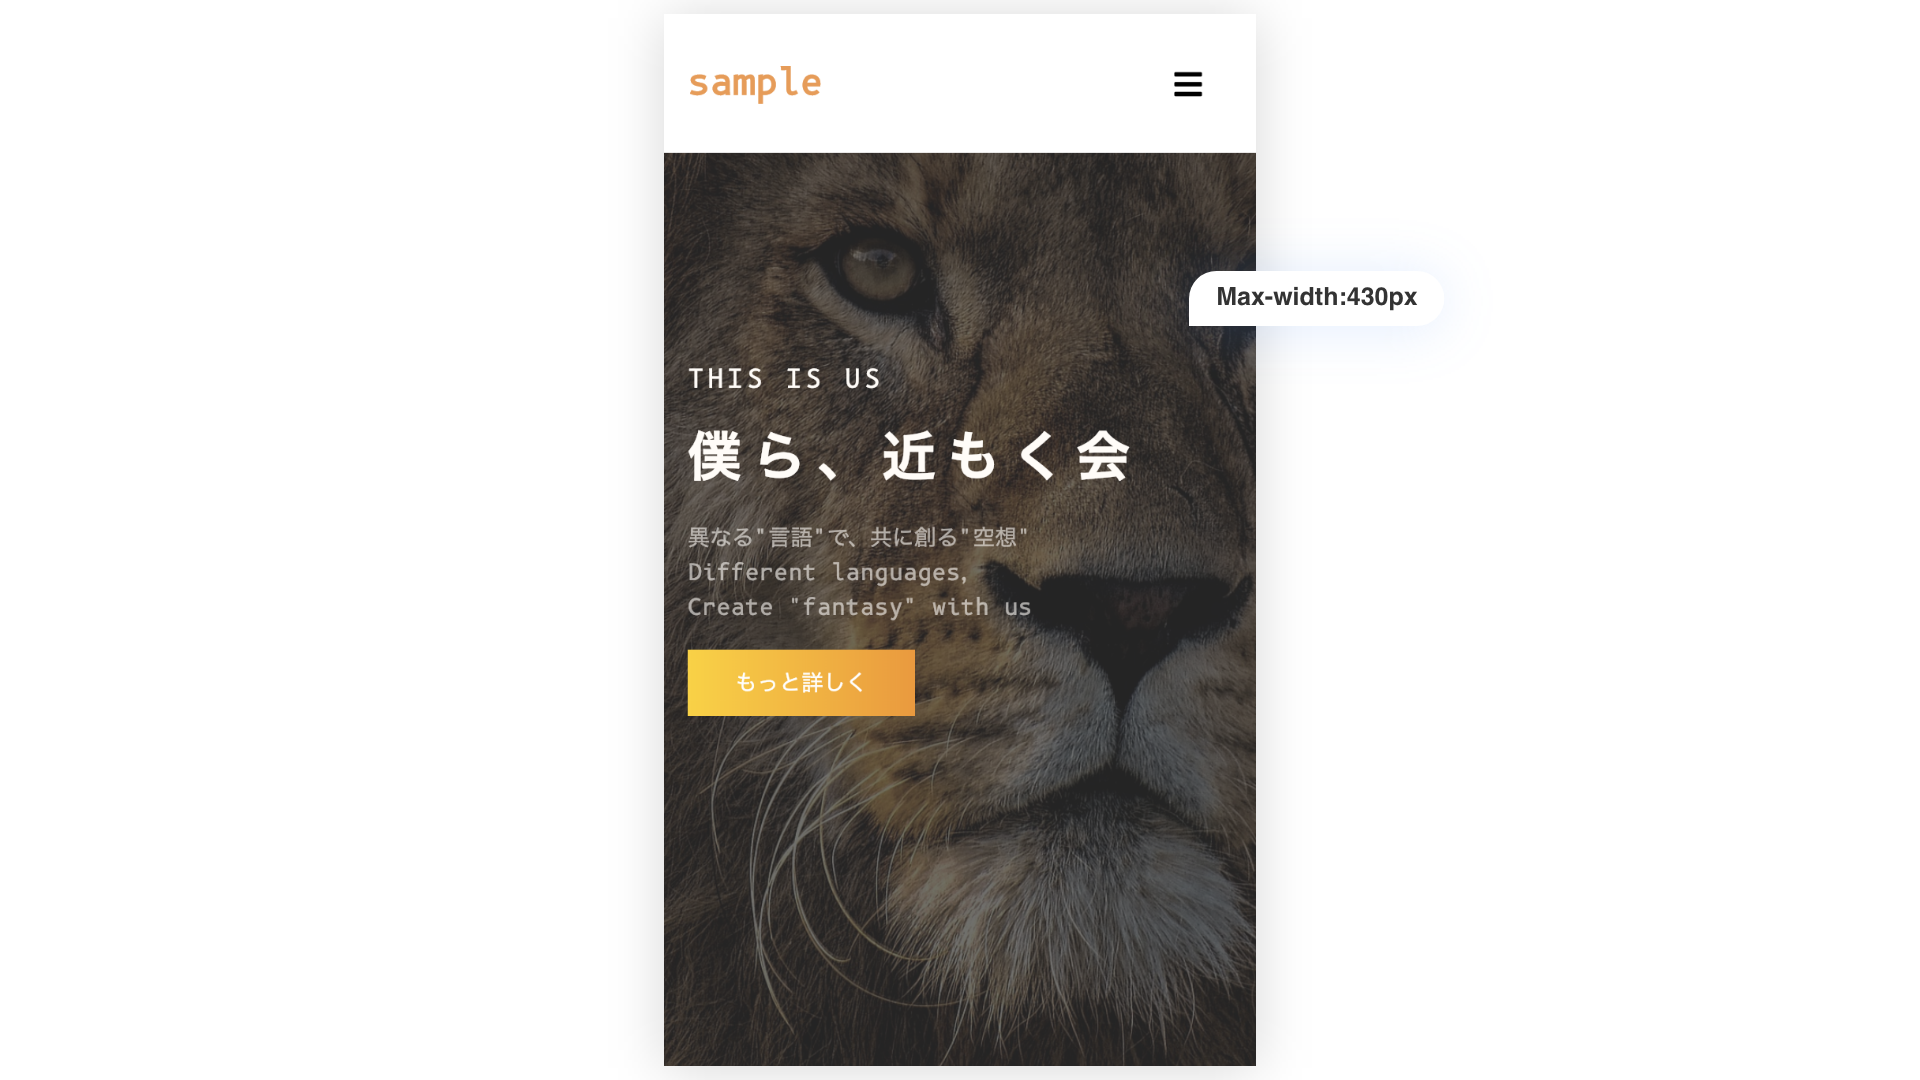 sample
Max-width:430px
THIS IS US
僕ら、近もく会
異なる"言語"で、共に創る"空想"
Different languages,
Create "fantasy" with us
もっと詳しく